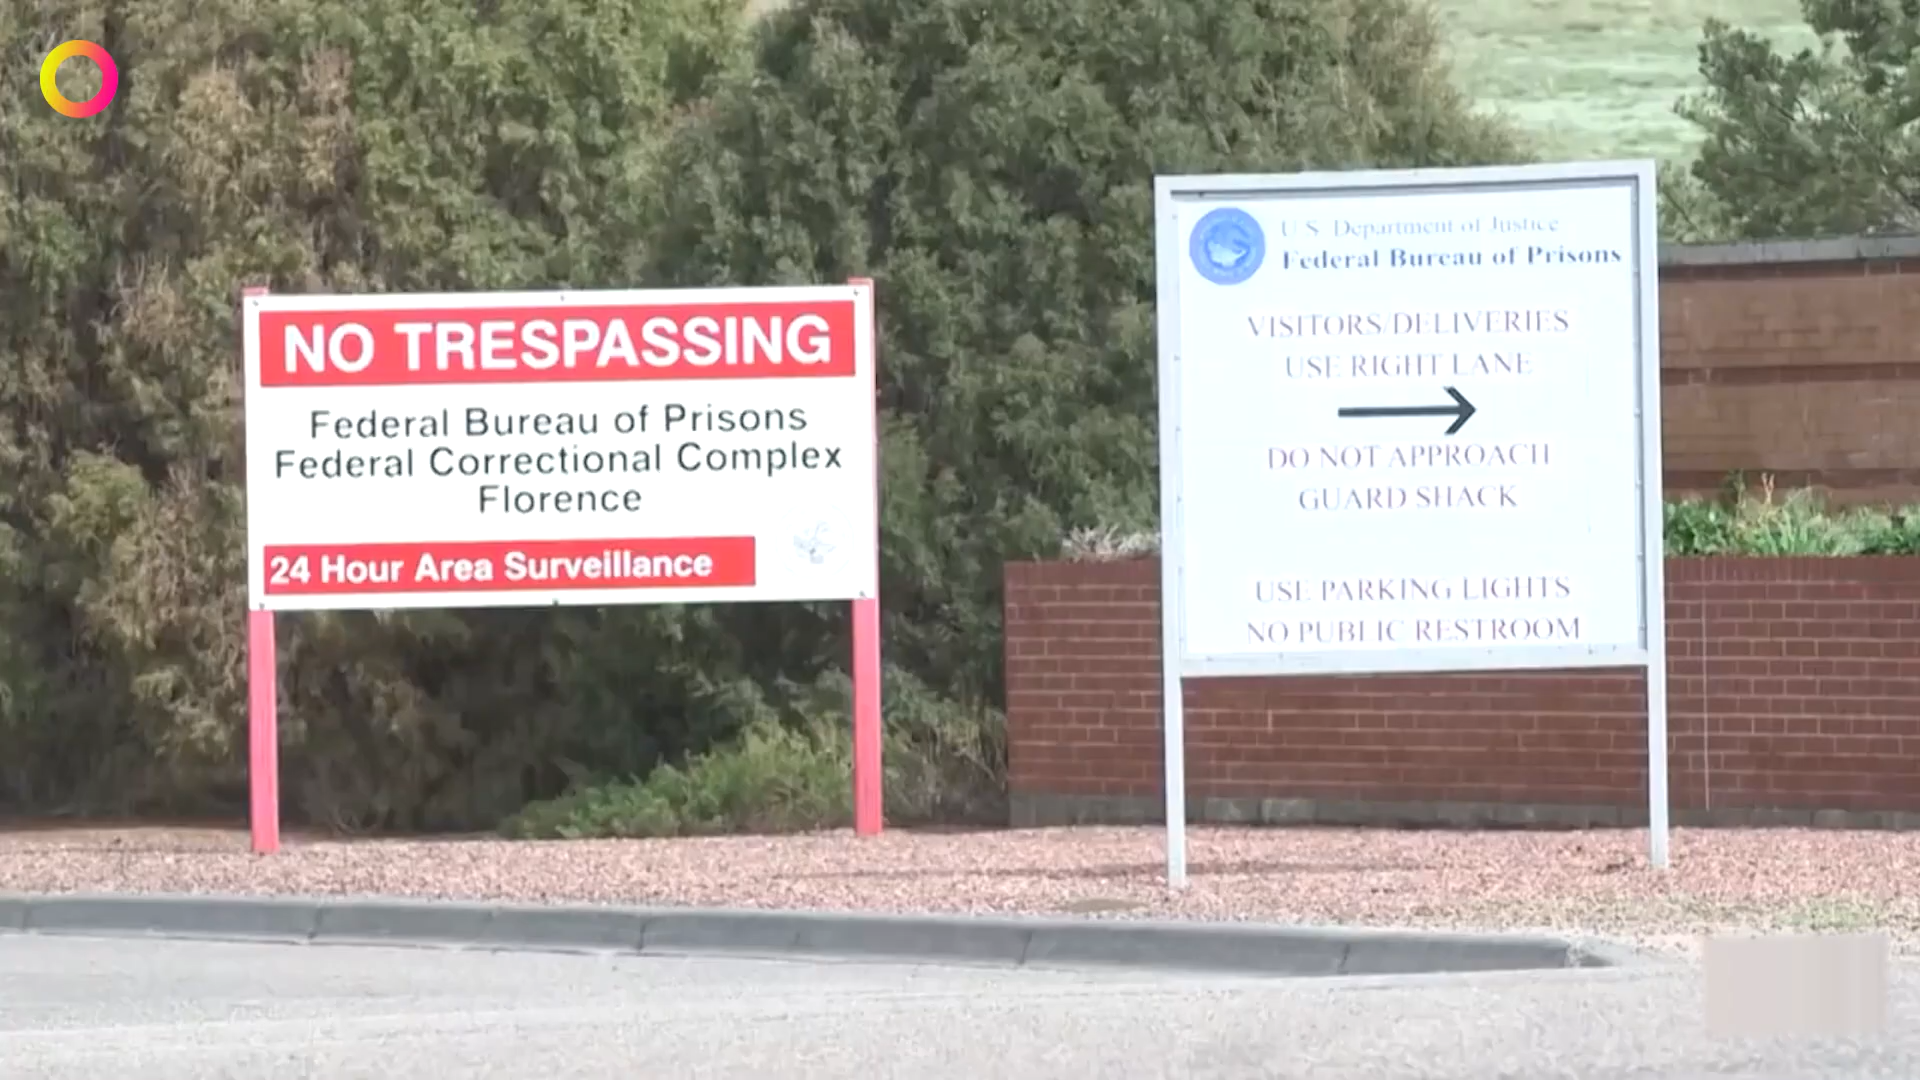 NO TRESPASSING
Federal Bureau of Prisons
Federal Correctional Complex
Florence
24 Hour Area Surveillance
U.S. Department of Justice
Federal Bureau of Prisons
VISITORS/DELIVERIES
USE RIGHT LANE
DO NOT APPROACH
GUARD SHACK
USE PARKING LIGHTS
NO PUBLIC RESTROOM